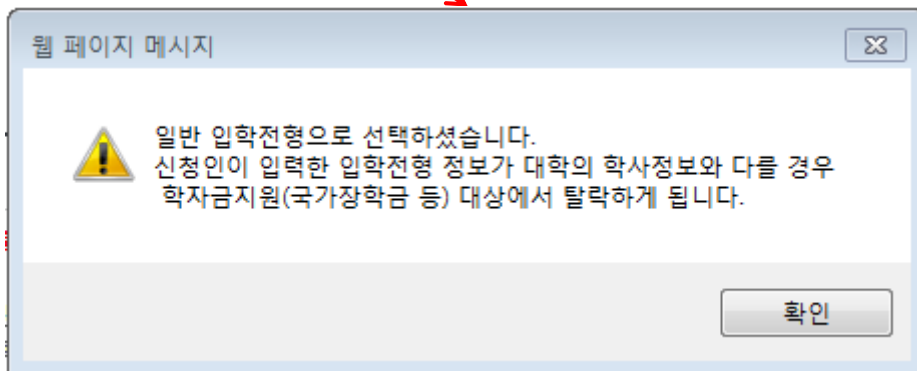 웹 페이지 메시지
일반 입학전형으로 선택하셨습니다.
신청인이 입력한 입학전형 정보가 대학의 학사정보와 다를 경우
학자금지원(국가장학금 등) 대상에서 탈락하게 됩니다.
확인